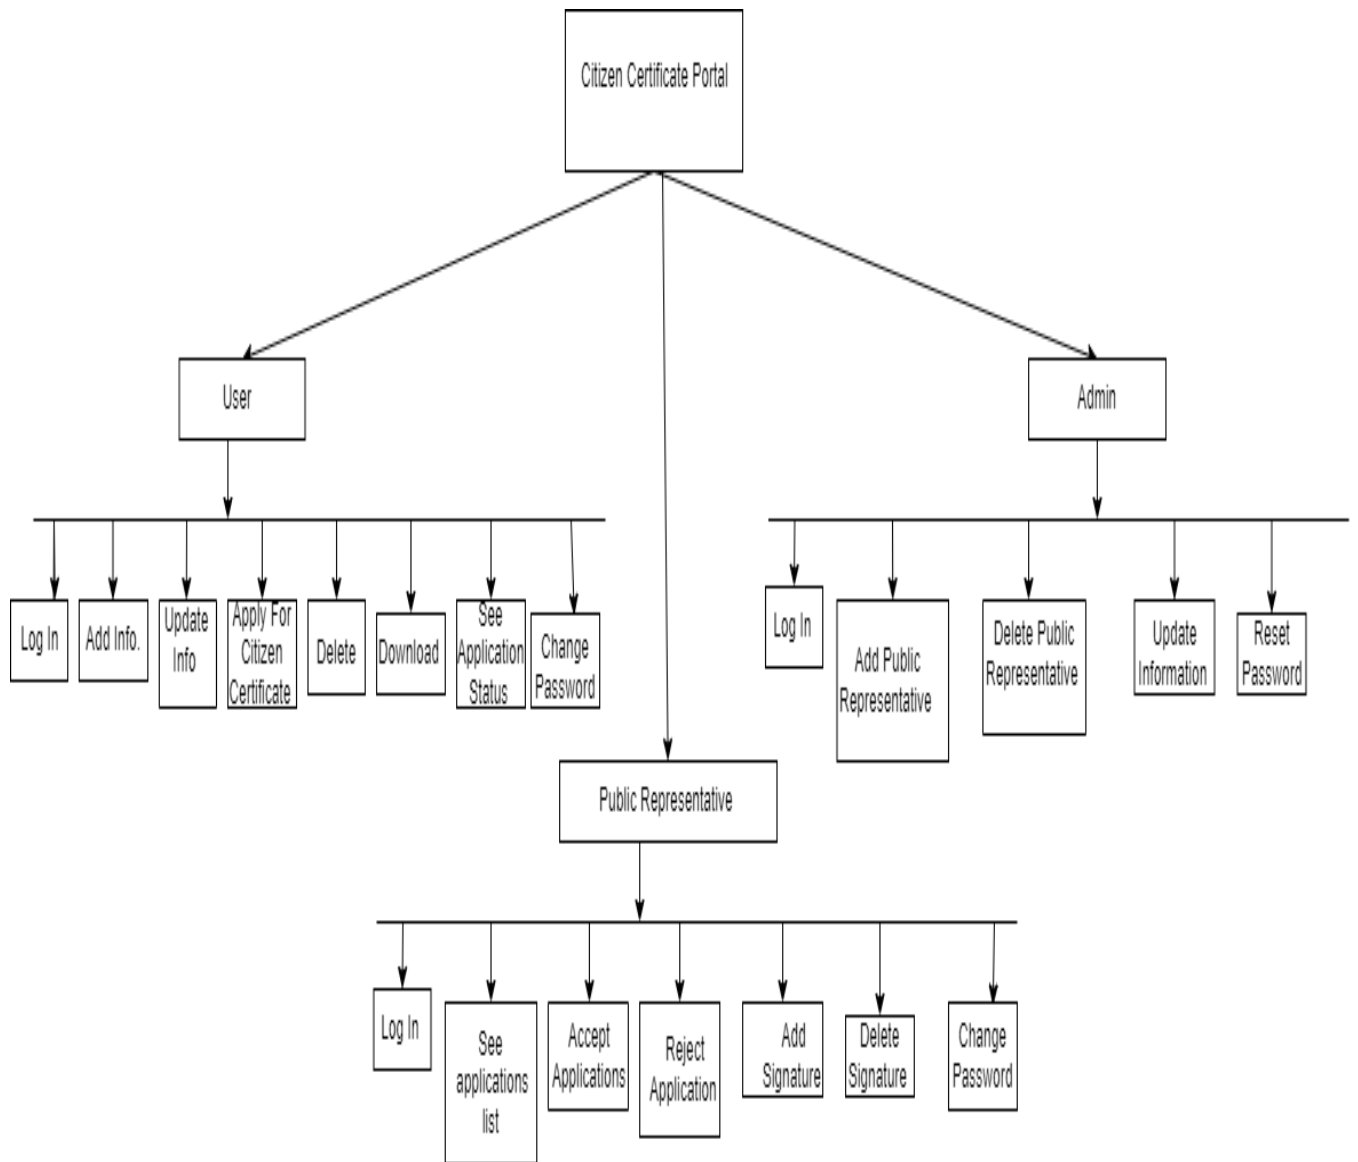 Citizen Certificate Portal
User
Admin
Log In
Add Info.
Update
Info
Apply For
Citizen
Certificate
Delete
Download
See
Application
Status
Change
Password
Log In
Add Public
Representative
Delete Public
Representative
Update
Information
Reset
Password
Public Representative
Log In
See
applications
list
Accept
Applications
Reject
Application
Add
Signature
Delete
Signature
Change
Password